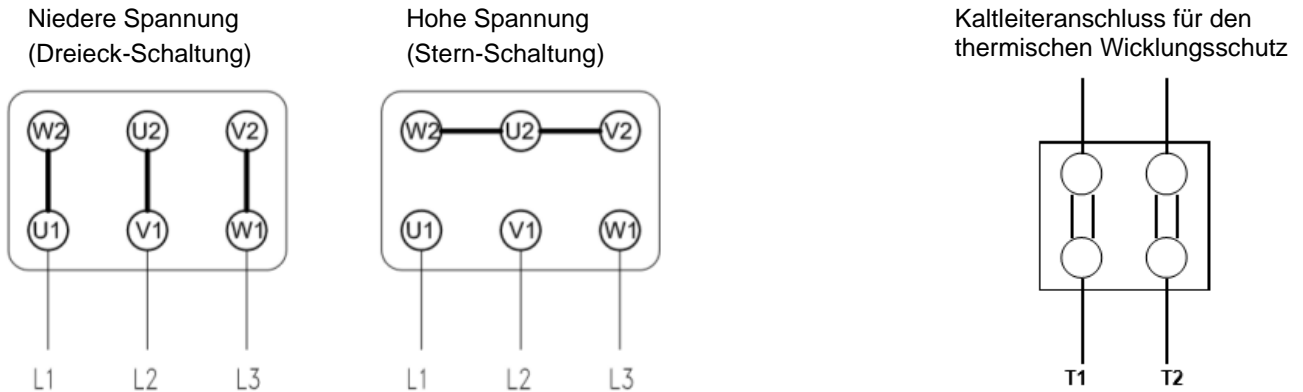 Niedere Spannung
(Dreieck-Schaltung)
W2 U2 V2
U1 V1 W1
L1 L2 L3
Hohe Spannung
(Stern-Schaltung)
W2 U2 V2
U1 V1 W1
L1 L2 L3
Kaltleiteranschluss für den
thermischen Wicklungsschutz
T1 T2